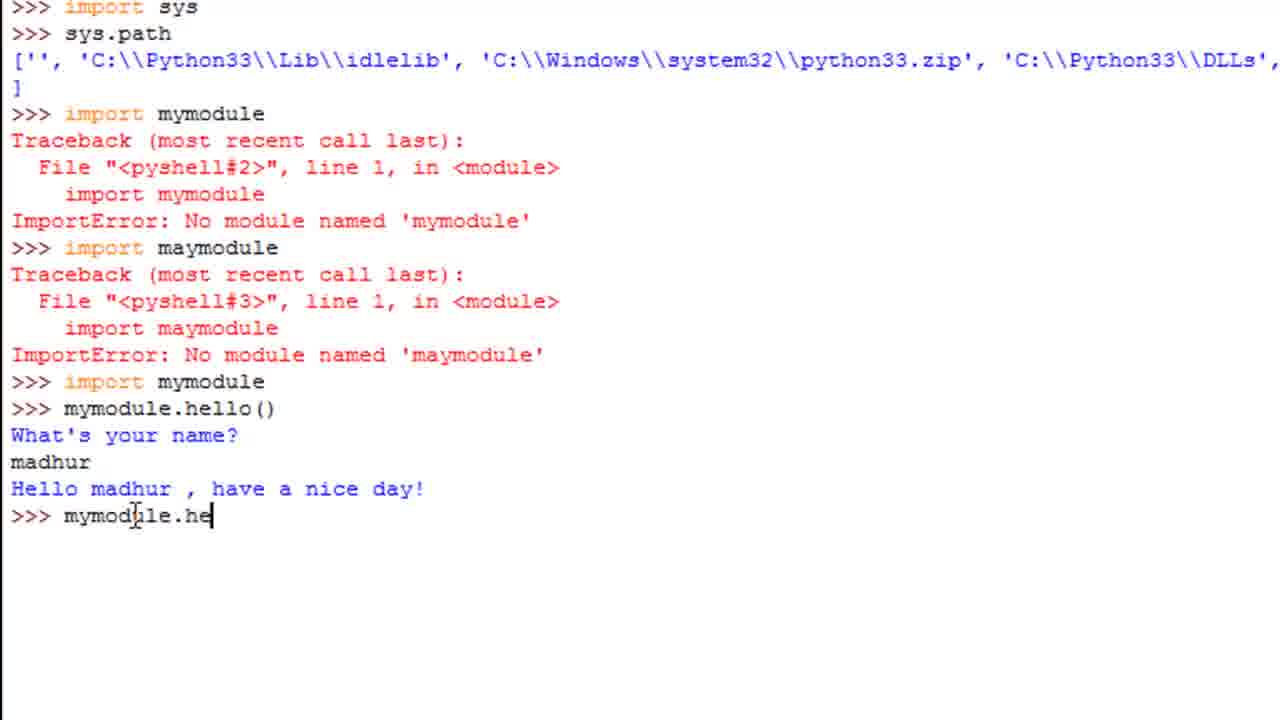 >>> import sys
>>> sys.path
['', 'C:\\Python33\\Lib\\idlelib', 'C:\\Windows\\system32\\python33.zip', 'C:\\Python33\\DLLs',
]
>>> import mymodule
Traceback (most recent call last):
  File "<pyshell#2>", line 1, in <module>
    import mymodule
ImportError: No module named 'mymodule'
>>> import maymodule
Traceback (most recent call last):
  File "<pyshell#3>", line 1, in <module>
    import maymodule
ImportError: No module named 'maymodule'
>>> import mymodule
>>> mymodule.hello()
What's your name?
madhur
Hello madhur , have a nice day!
>>> mymodule.he